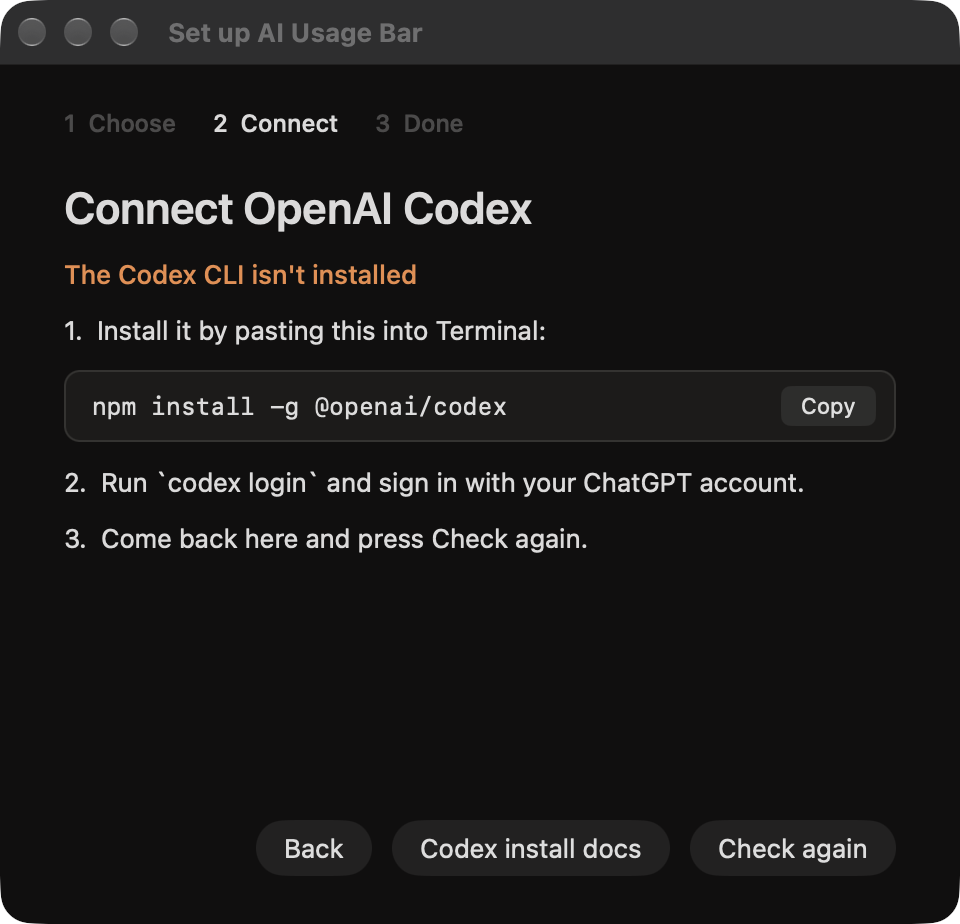 Set up AI Usage Bar
1 Choose 2 Connect 3 Done
Connect OpenAI Codex
The Codex CLI isn't installed
1. Install it by pasting this into Terminal:
npm install -g @openai/codex Copy
2. Run `codex login` and sign in with your ChatGPT account.
3. Come back here and press Check again.
Back Codex install docs Check again